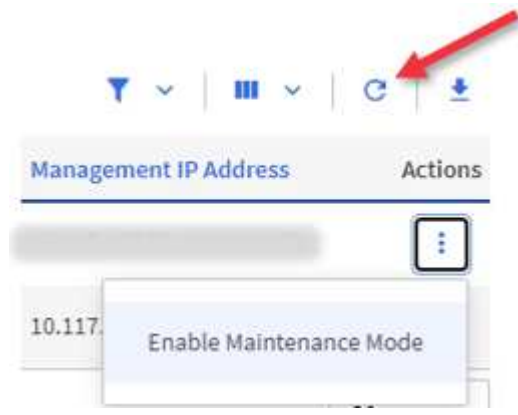 Management IP Address Actions
10.117.
Enable Maintenance Mode